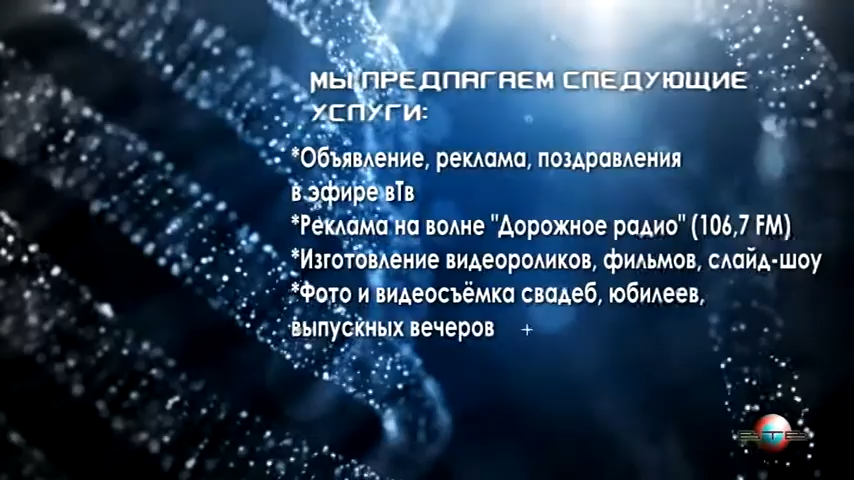 МЫ ПРЕДЛАГАЕМ СЛЕДУЮЩИЕ
УСЛУГИ:
*Объявление, реклама, поздравления
в эфире вТв
*Реклама на волне "Дорожное радио" (106,7 FM)
*Изготовление видеороликов, фильмов, слайд-шоу
*Фото и видеосъёмка свадеб, юбилеев,
выпускных вечеров +